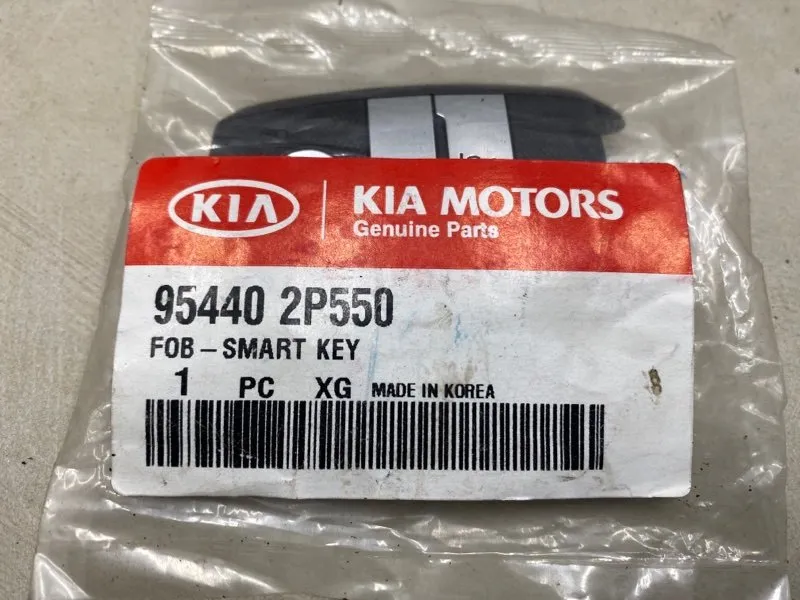 KIA
KIA MOTORS
Genuine Parts
95440 2P550
FOB-SMART KEY
1 PC XG MADE IN KOREA